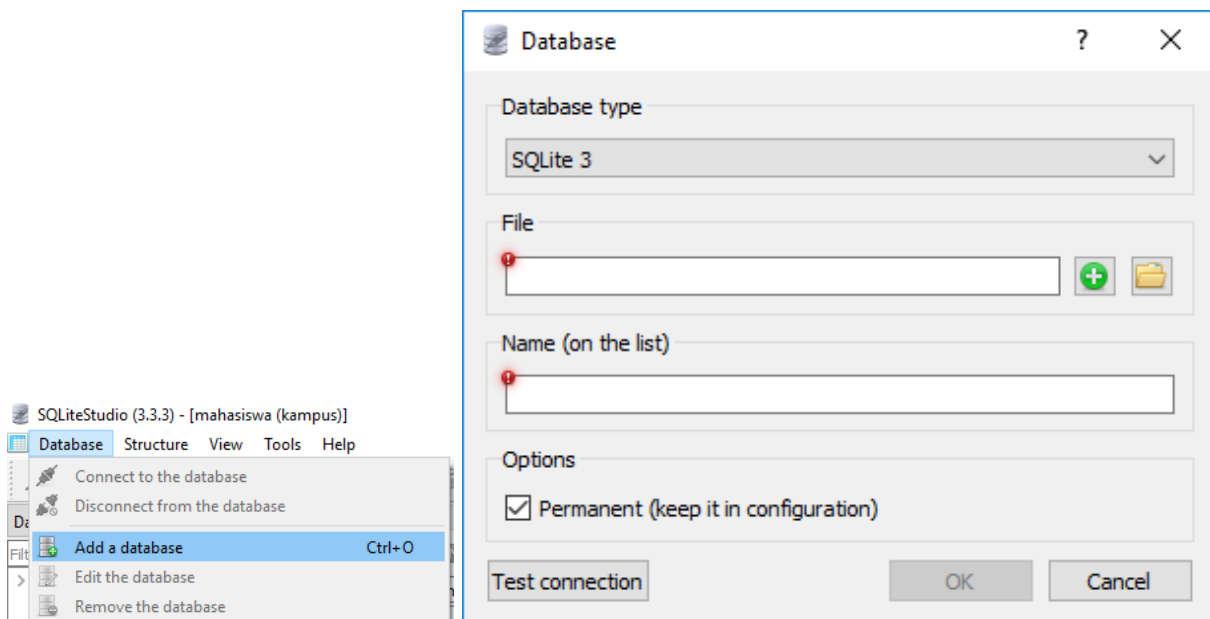 SQLiteStudio (3.3.3) - [mahasiswa (kampus)]
Database Structure View Tools Help
Connect to the database
Disconnect from the database
Add a database Ctrl+O
Edit the database
Remove the database
Database ? 
Database type
SQLite 3
File
Name (on the list)
Options
Permanent (keep it in configuration)
Test connection OK Cancel